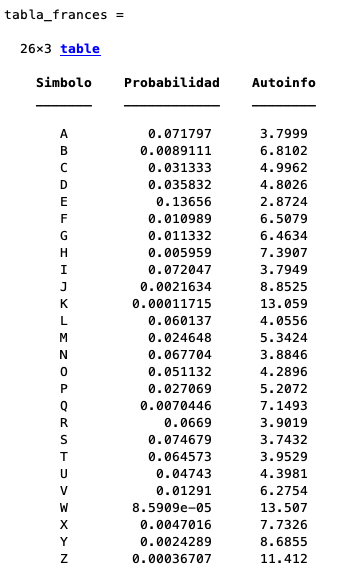 tabla_frances =
26×3 table
Simbolo Probabilidad Autoinfo
A 0.071797 3.7999
B 0.0089111 6.8102
C 0.031333 4.9962
D 0.035832 4.8026
E 0.13656 2.8724
F 0.010989 6.5079
G 0.011332 6.4634
H 0.005959 7.3907
I 0.072047 3.7949
J 0.0021634 8.8525
K 0.00011715 13.059
L 0.060137 4.0556
M 0.024648 5.3424
N 0.067704 3.8846
O 0.051132 4.2896
P 0.027069 5.2072
Q 0.0070446 7.1493
R 0.0669 3.9019
S 0.074679 3.7432
T 0.064573 3.9529
U 0.04743 4.3981
V 0.01291 6.2754
W 8.5909e-05 13.507
X 0.0047016 7.7326
Y 0.0024289 8.6855
Z 0.00036707 11.412